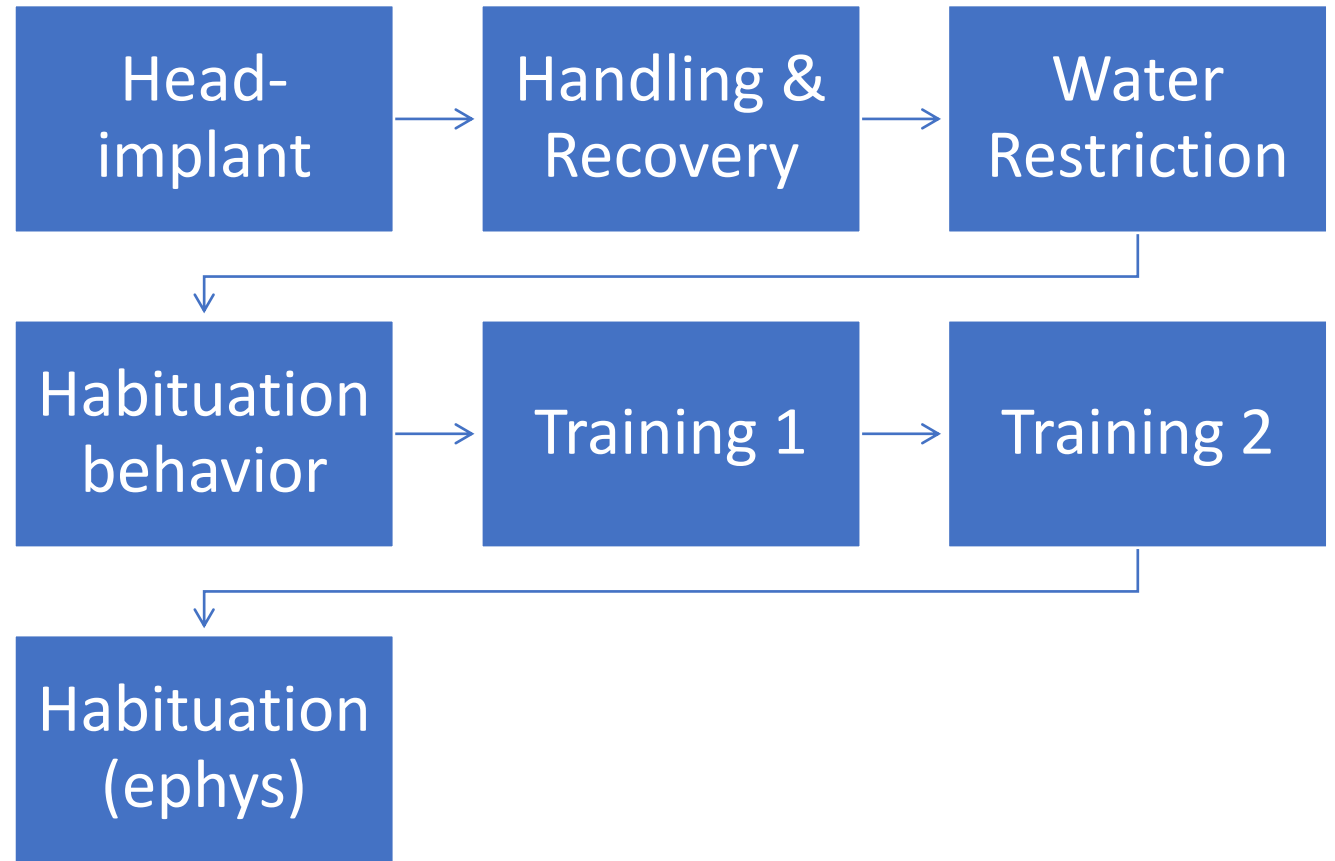 Head-
implant
Handling &
Recovery
Water
Restriction
Habituation
behavior
Training 1
Training 2
Habituation
(ephys)